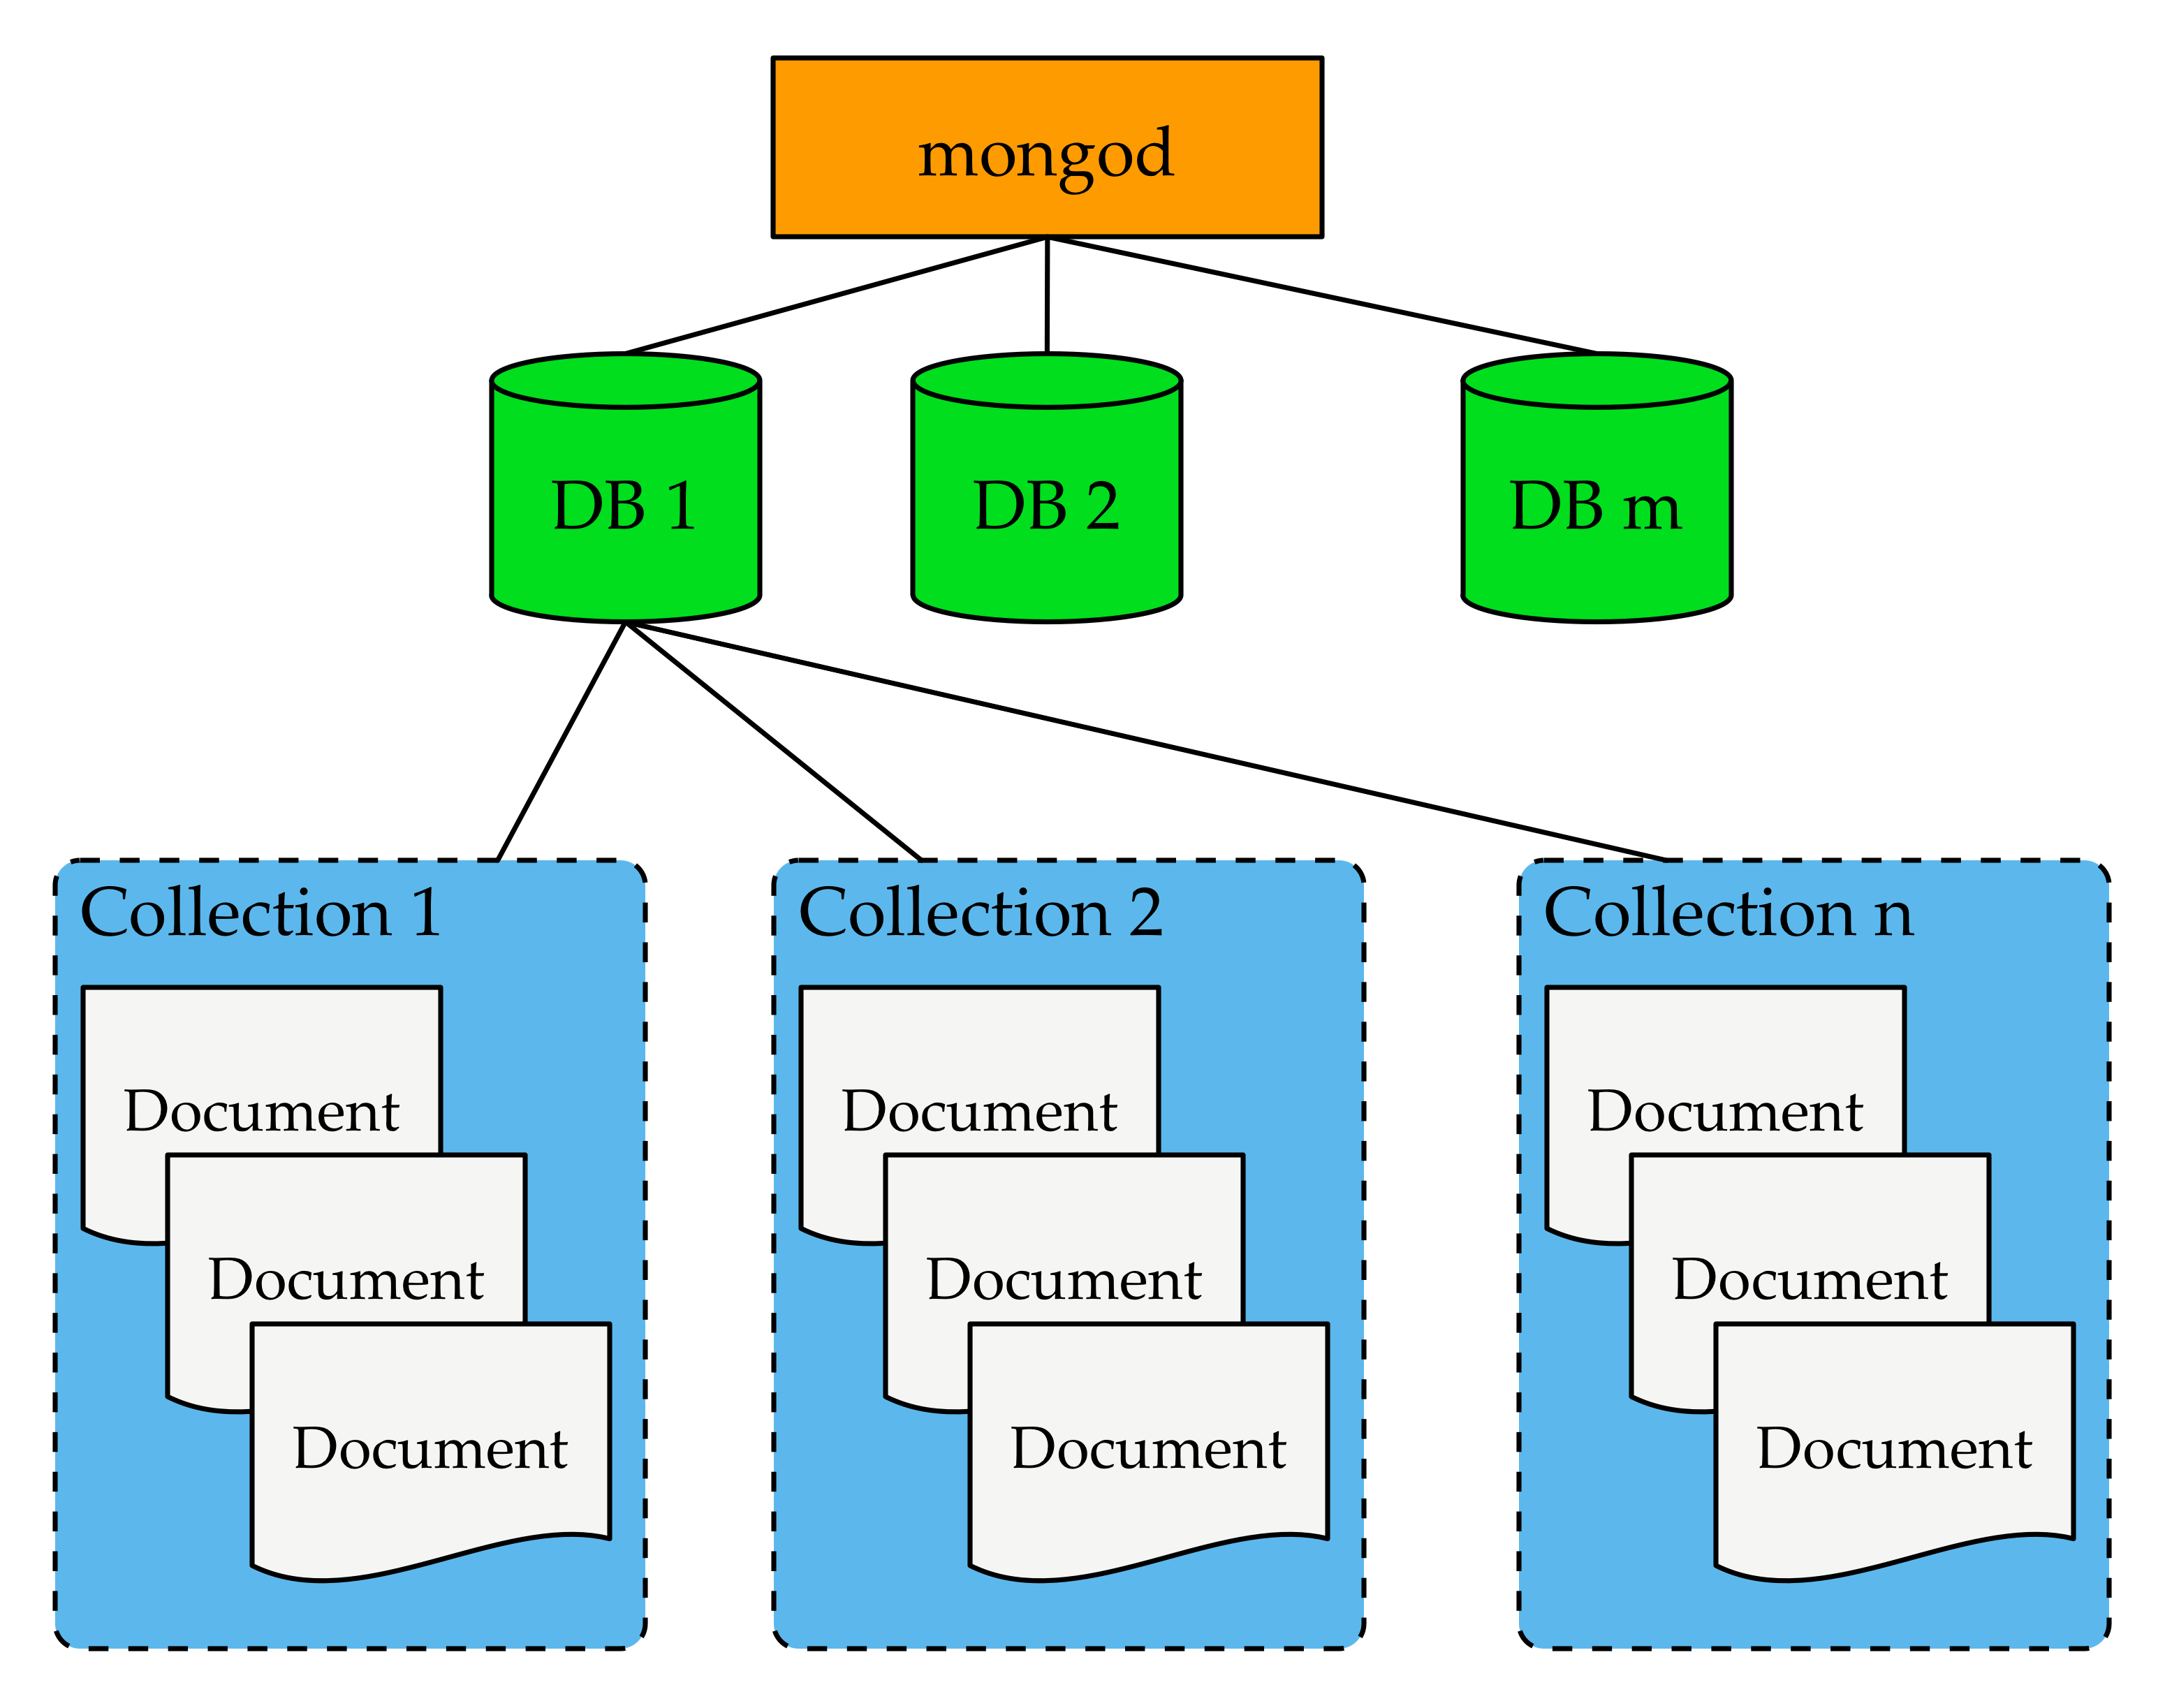 mongod
DB 1
DB 2
DB m
Collection 1
Document
Document
Document
Collection 2
Document
Document
Document
Collection n
Document
Document
Document